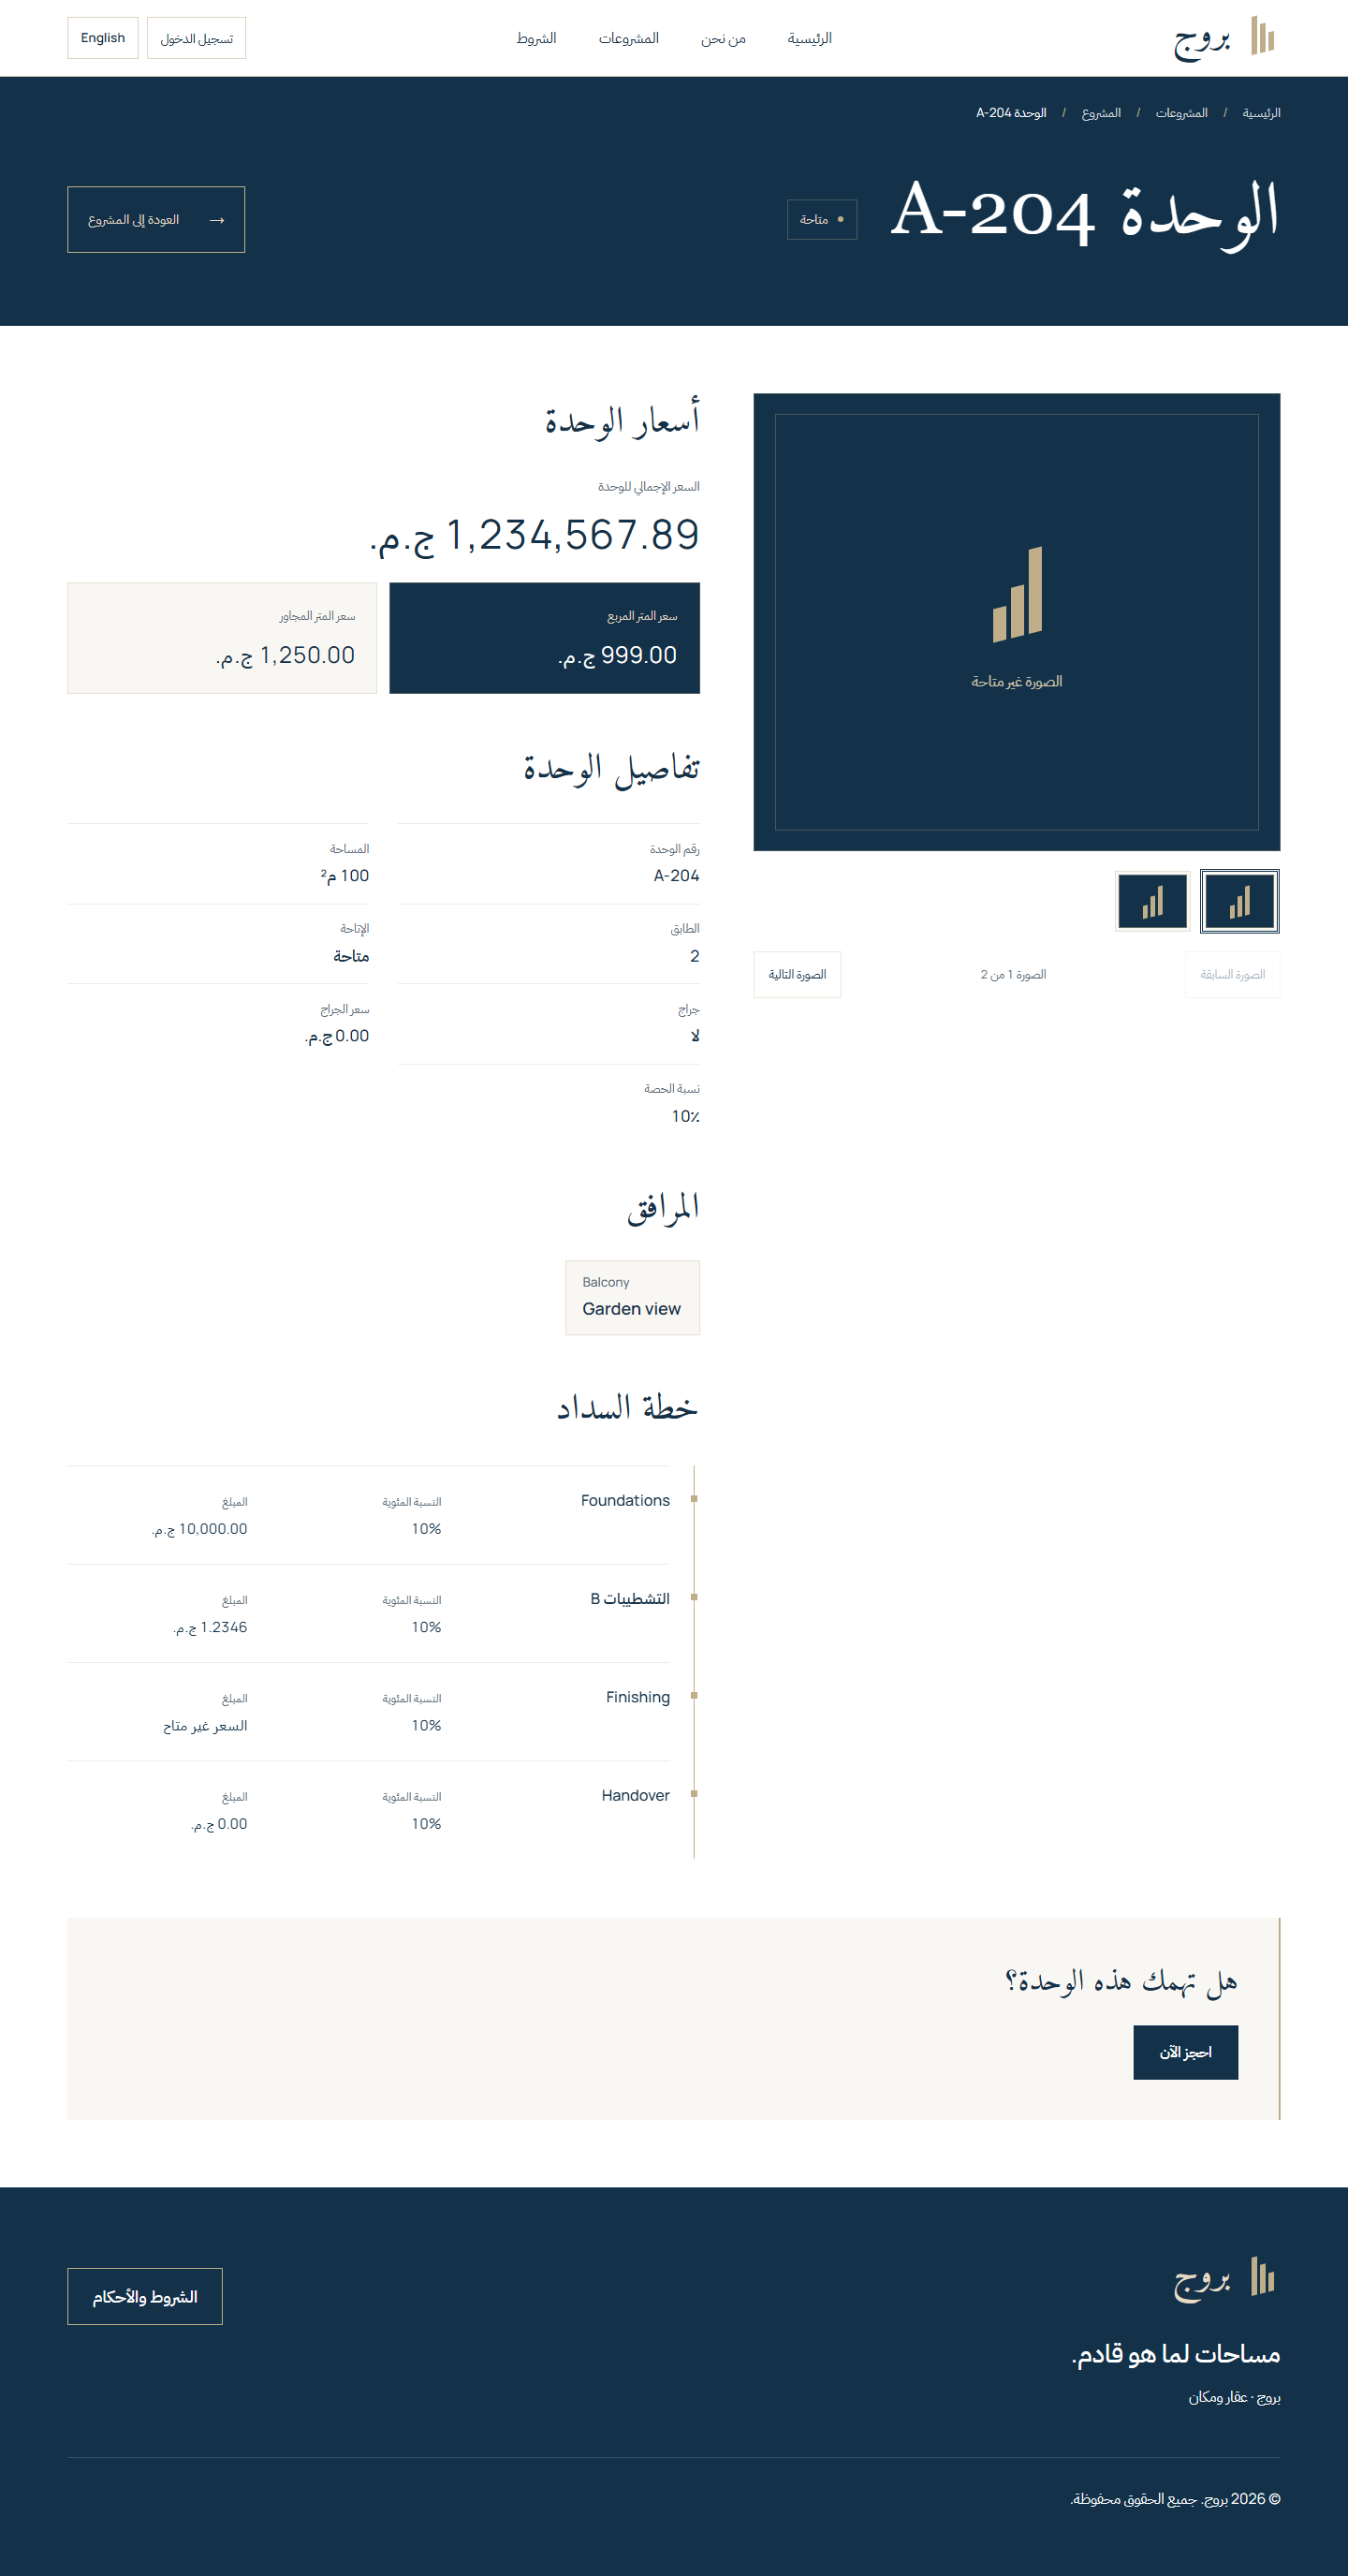 بروج
الرئيسية
من نحن
المشروعات
الشروط
تسجيل الدخول
English
الرئيسية / المشروعات / المشروع / الوحدة A-204
الوحدة A-204
متاحة
→ العودة إلى المشروع
الصورة غير متاحة
الصورة السابقة
الصورة 1 من 2
الصورة التالية
أسعار الوحدة
السعر الإجمالي للوحدة
1,234,567.89 ج.م.
سعر المتر المربع
999.00 ج.م.
سعر المتر المجاور
1,250.00 ج.م.
تفاصيل الوحدة
رقم الوحدة
A-204
المساحة
100 م²
الطابق
2
الإتاحة
متاحة
جراج
لا
سعر الجراج
0.00 ج.م.
نسبة الحصة
10٪
المرافق
Balcony
Garden view
خطة السداد
Foundations
النسبة المئوية
10%
المبلغ
10,000.00 ج.م.
التشطيبات B
النسبة المئوية
10%
المبلغ
1.2346 ج.م.
Finishing
النسبة المئوية
10%
المبلغ
السعر غير متاح
Handover
النسبة المئوية
10%
المبلغ
0.00 ج.م.
هل تهمك هذه الوحدة؟
احجز الآن
بروج
مساحات لما هو قادم.
بروج · عقار ومكان
الشروط والأحكام
© 2026 بروج. جميع الحقوق محفوظة.